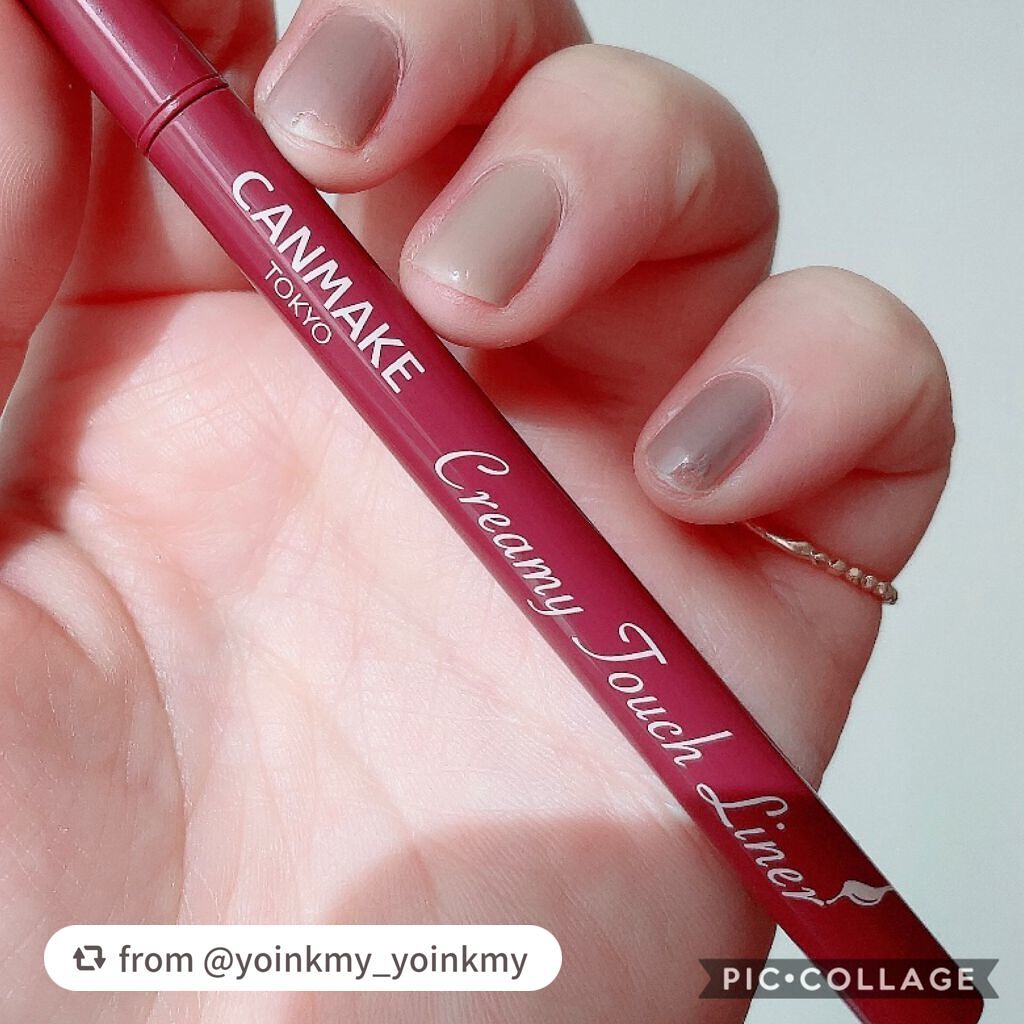 CANMAKE
TOKYO
Creamy Touch Liner
from @yoinkmy_yoinkmy
PIC•COLLAGE